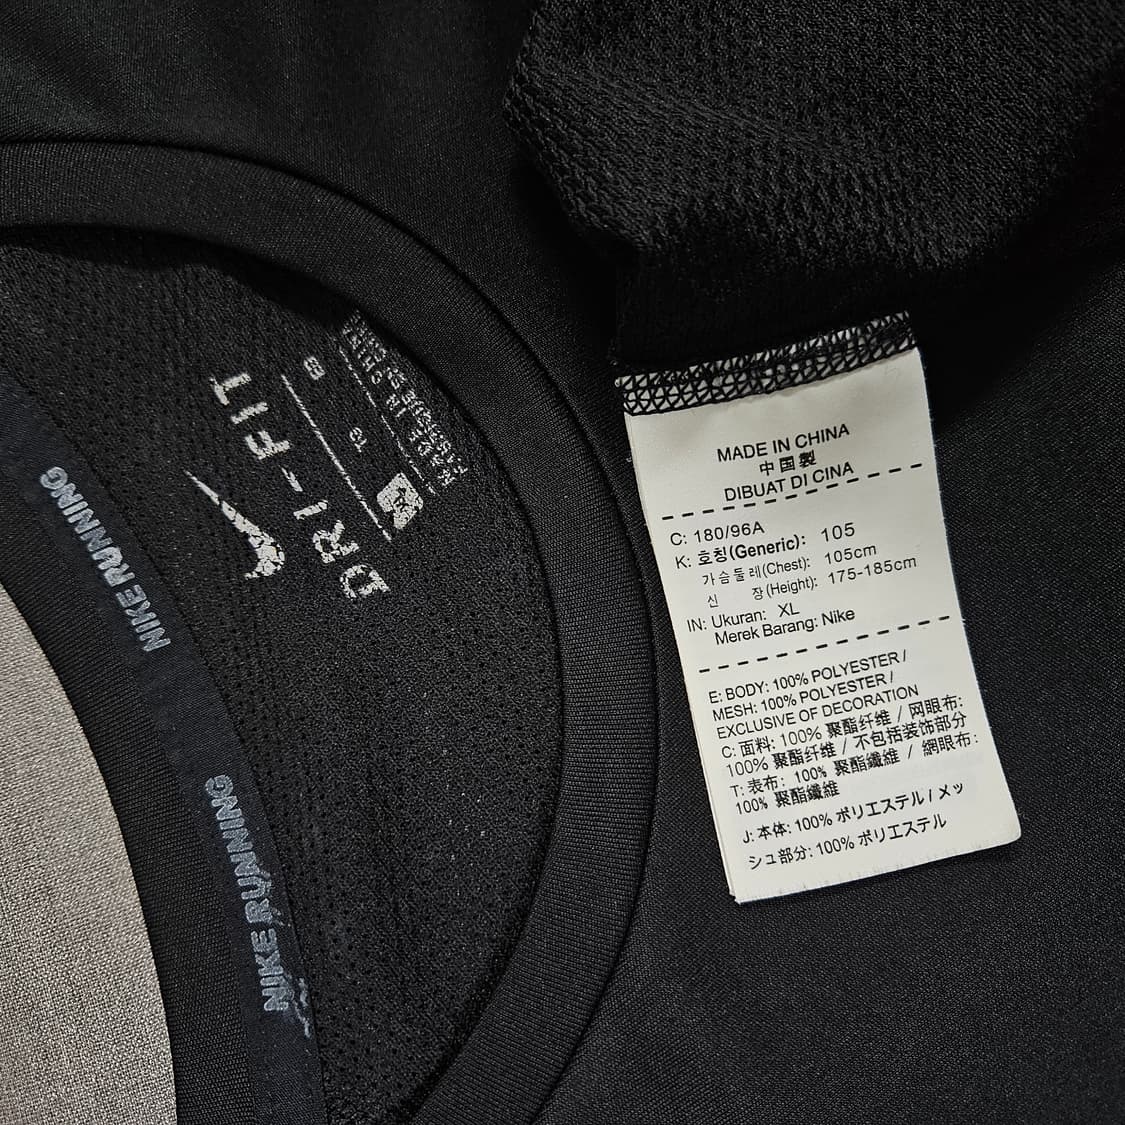 NIKE RUNNING
NIKE RUNNING
DRI-FIT
TG
XL
MADE IN CHINA
中国製
DIBUAT DI CINA
C: 180/96A
K: 호칭(Generic): 105
가슴둘레(Chest): 105cm
신 장(Height): 175-185cm
IN: Ukuran: XL
Merek Barang: Nike
E: BODY: 100% POLYESTER /
MESH: 100% POLYESTER /
EXCLUSIVE OF DECORATION
C: 面料: 100% 聚酯纤维 / 网眼布:
100% 聚酯纤维 / 不包括装饰部分
T: 表布: 100% 聚酯纖維 / 網眼布:
100% 聚酯纖維
J: 本体: 100% ポリエステル / メッ
シュ部分: 100% ポリエステル